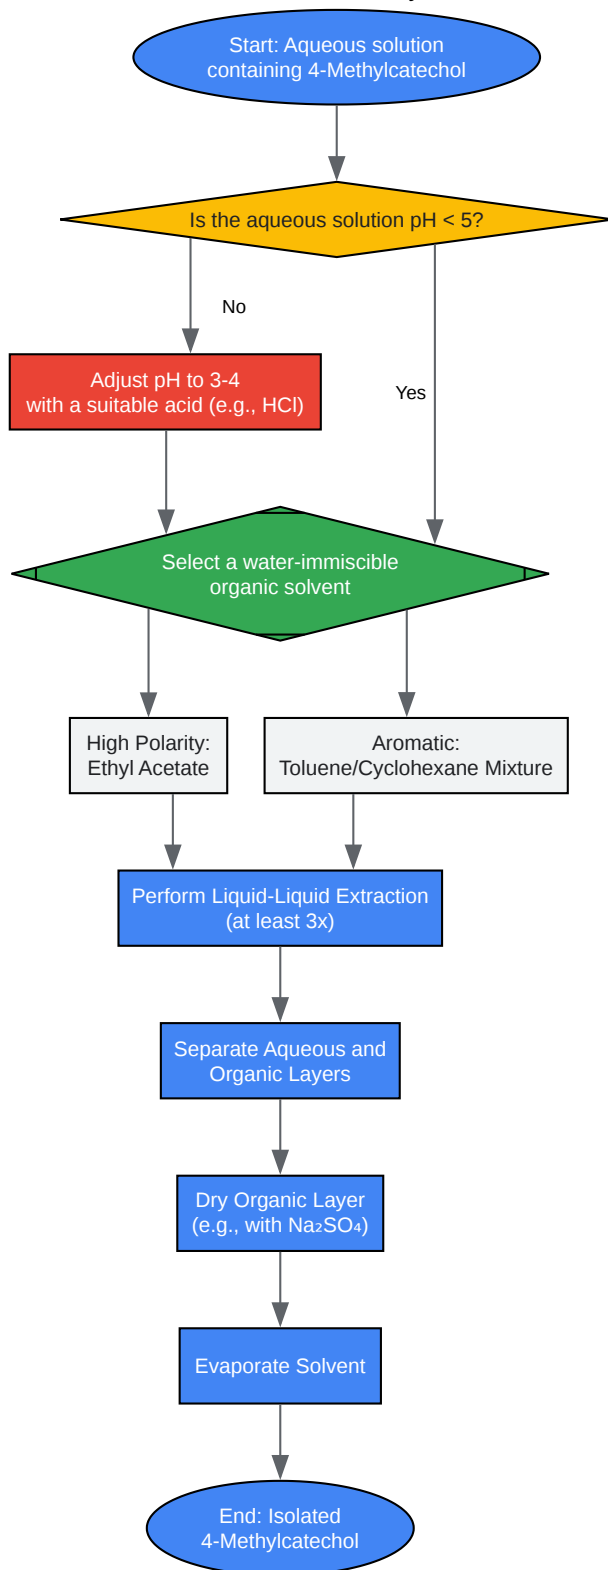 Start: Aqueous solution
containing 4-Methylcatechol
Is the aqueous solution pH < 5?
No
Adjust pH to 3-4
with a suitable acid (e.g., HCl)
Yes
Select a water-immiscible
organic solvent
High Polarity:
Ethyl Acetate
Aromatic:
Toluene/Cyclohexane Mixture
Perform Liquid-Liquid Extraction
(at least 3x)
Separate Aqueous and
Organic Layers
Dry Organic Layer
(e.g., with Na₂SO₄)
Evaporate Solvent
End: Isolated
4-Methylcatechol